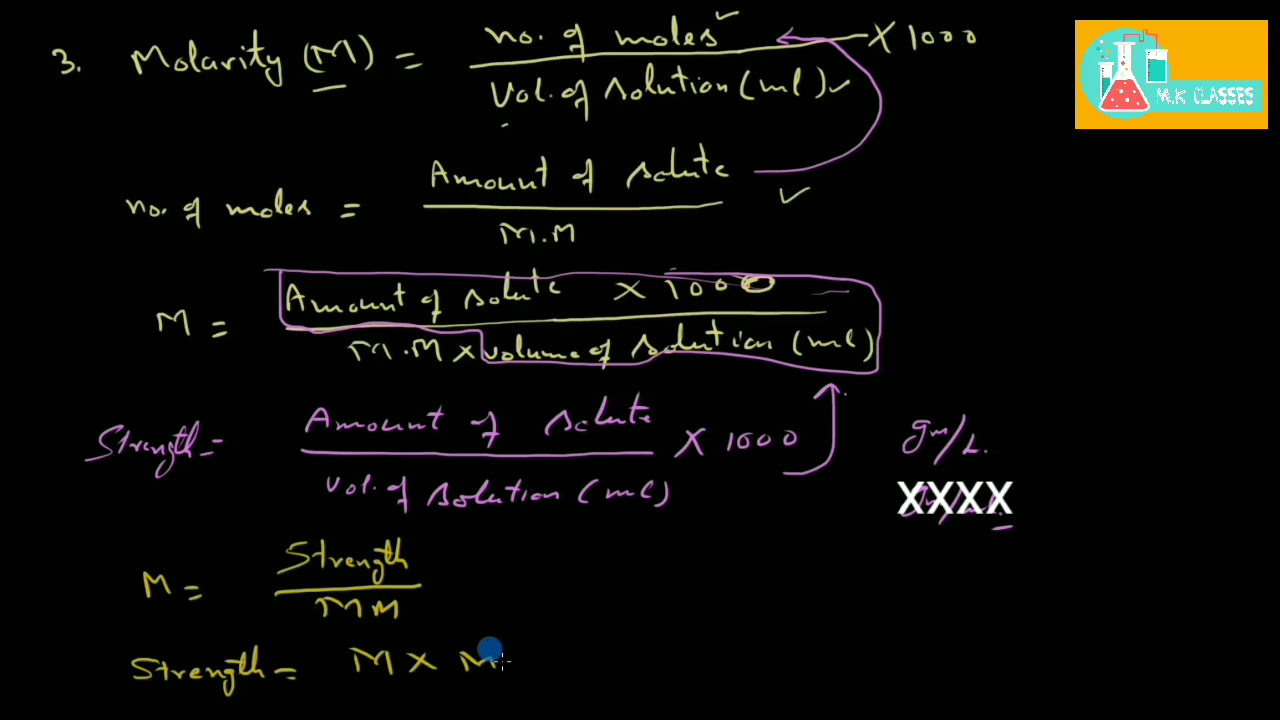 3. Molarity (M) = no. of moles X 1000
Vol. of solution (ml)
M.K CLASSES
no. of moles = Amount of solute
M.M
M = Amount of solute X 1000
M.M X volume of solution (ml)
Strength = Amount of solute X 1000
Vol. of solution (ml)
gm/L.
XXXX
M = Strength
MM
Strength = M X M